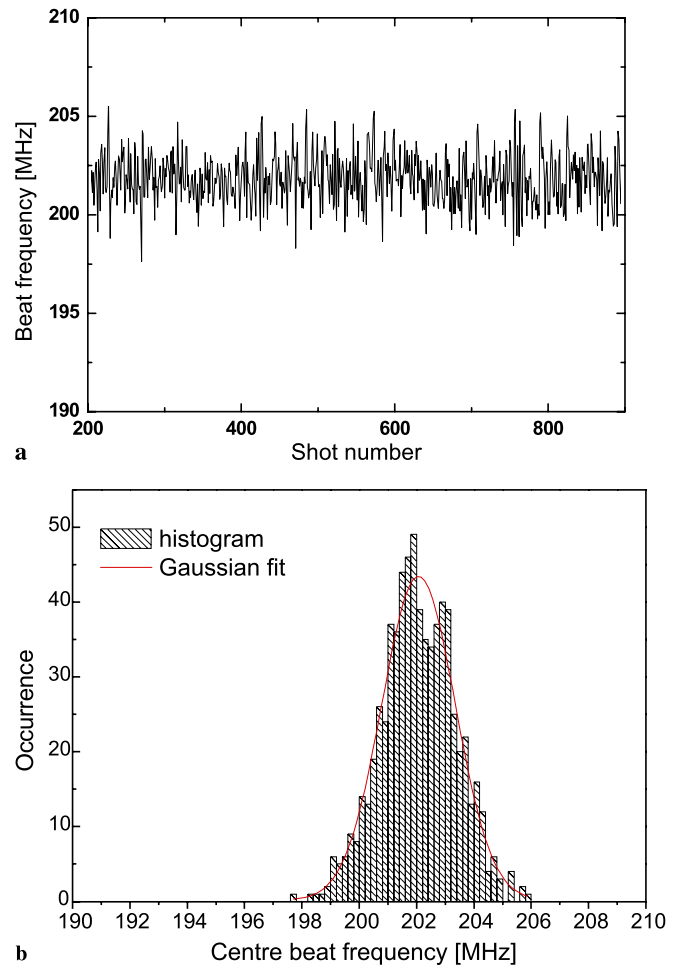 210
205
200
195
190
Beat frequency [MHz]
200 400 600 800
Shot number
a
50
40
30
20
10
0
Occurrence
histogram
Gaussian fit
190 192 194 196 198 200 202 204 206 208 210
Centre beat frequency [MHz]
b